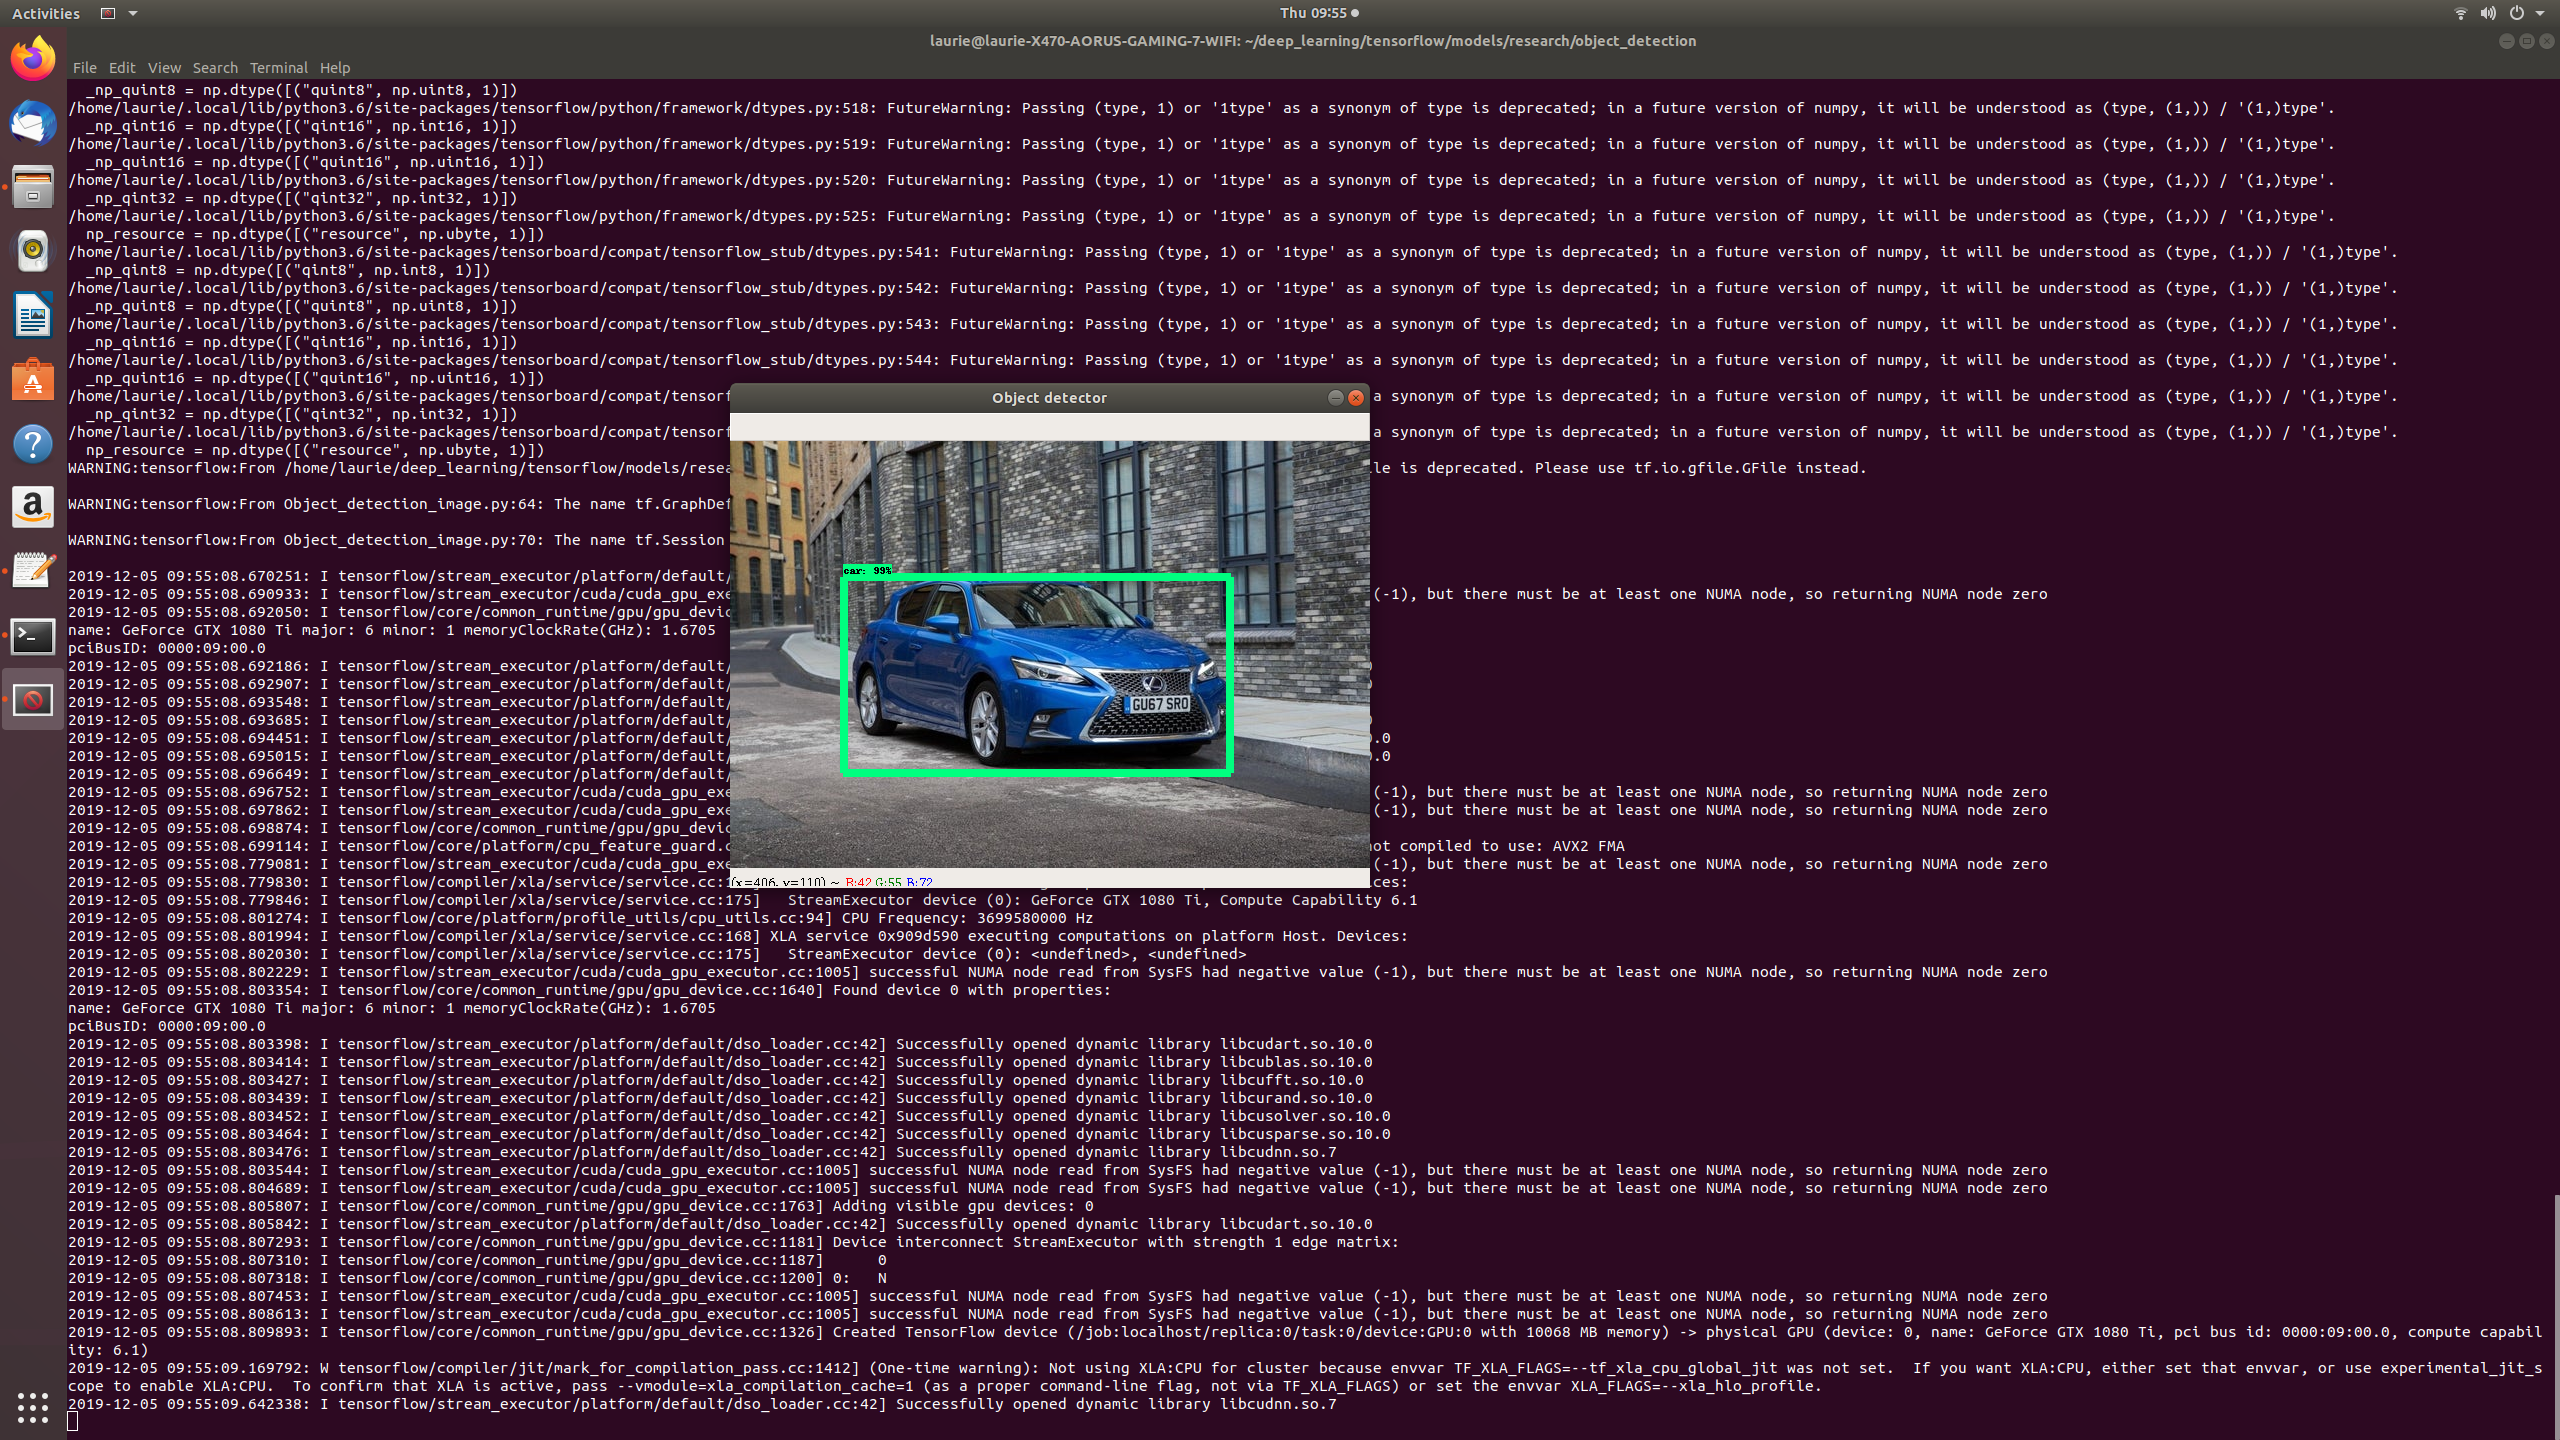 Activities
Thu 09:55
laurie@laurie-X470-AORUS-GAMING-7-WIFI: ~/deep_learning/tensorflow/models/research/object_detection
File Edit View Search Terminal Help
_np_quint8 = np.dtype([("quint8", np.uint8, 1)])
/home/laurie/.local/lib/python3.6/site-packages/tensorflow/python/framework/dtypes.py:518: FutureWarning: Passing (type, 1) or '1type' as a synonym of type is deprecated; in a future version of numpy, it will be understood as (type, (1,)) / '(1,)type'.
_np_qint16 = np.dtype([("qint16", np.int16, 1)])
/home/laurie/.local/lib/python3.6/site-packages/tensorflow/python/framework/dtypes.py:519: FutureWarning: Passing (type, 1) or '1type' as a synonym of type is deprecated; in a future version of numpy, it will be understood as (type, (1,)) / '(1,)type'.
_np_quint16 = np.dtype([("quint16", np.uint16, 1)])
/home/laurie/.local/lib/python3.6/site-packages/tensorflow/python/framework/dtypes.py:520: FutureWarning: Passing (type, 1) or '1type' as a synonym of type is deprecated; in a future version of numpy, it will be understood as (type, (1,)) / '(1,)type'.
_np_qint32 = np.dtype([("qint32", np.int32, 1)])
/home/laurie/.local/lib/python3.6/site-packages/tensorflow/python/framework/dtypes.py:525: FutureWarning: Passing (type, 1) or '1type' as a synonym of type is deprecated; in a future version of numpy, it will be understood as (type, (1,)) / '(1,)type'.
np_resource = np.dtype([("resource", np.ubyte, 1)])
/home/laurie/.local/lib/python3.6/site-packages/tensorboard/compat/tensorflow_stub/dtypes.py:541: FutureWarning: Passing (type, 1) or '1type' as a synonym of type is deprecated; in a future version of numpy, it will be understood as (type, (1,)) / '(1,)type'.
_np_qint8 = np.dtype([("qint8", np.int8, 1)])
/home/laurie/.local/lib/python3.6/site-packages/tensorboard/compat/tensorflow_stub/dtypes.py:542: FutureWarning: Passing (type, 1) or '1type' as a synonym of type is deprecated; in a future version of numpy, it will be understood as (type, (1,)) / '(1,)type'.
_np_quint8 = np.dtype([("quint8", np.uint8, 1)])
/home/laurie/.local/lib/python3.6/site-packages/tensorboard/compat/tensorflow_stub/dtypes.py:543: FutureWarning: Passing (type, 1) or '1type' as a synonym of type is deprecated; in a future version of numpy, it will be understood as (type, (1,)) / '(1,)type'.
_np_qint16 = np.dtype([("qint16", np.int16, 1)])
/home/laurie/.local/lib/python3.6/site-packages/tensorboard/compat/tensorflow_stub/dtypes.py:544: FutureWarning: Passing (type, 1) or '1type' as a synonym of type is deprecated; in a future version of numpy, it will be understood as (type, (1,)) / '(1,)type'.
_np_quint16 = np.dtype([("quint16", np.uint16, 1)])
/home/laurie/.local/lib/python3.6/site-packages/tensorboard/compat/tensorf a synonym of type is deprecated; in a future version of numpy, it will be understood as (type, (1,)) / '(1,)type'.
_np_qint32 = np.dtype([("qint32", np.int32, 1)])
/home/laurie/.local/lib/python3.6/site-packages/tensorboard/compat/tensorf a synonym of type is deprecated; in a future version of numpy, it will be understood as (type, (1,)) / '(1,)type'.
np_resource = np.dtype([("resource", np.ubyte, 1)])
WARNING:tensorflow:From /home/laurie/deep_learning/tensorflow/models/resea le is deprecated. Please use tf.io.gfile.GFile instead.
WARNING:tensorflow:From Object_detection_image.py:64: The name tf.GraphDef
WARNING:tensorflow:From Object_detection_image.py:70: The name tf.Session
2019-12-05 09:55:08.670251: I tensorflow/stream_executor/platform/default/
2019-12-05 09:55:08.690933: I tensorflow/stream_executor/cuda/cuda_gpu_exe (-1), but there must be at least one NUMA node, so returning NUMA node zero
2019-12-05 09:55:08.692050: I tensorflow/core/common_runtime/gpu/gpu_devic
name: GeForce GTX 1080 Ti major: 6 minor: 1 memoryClockRate(GHz): 1.6705
pciBusID: 0000:09:00.0
2019-12-05 09:55:08.692186: I tensorflow/stream_executor/platform/default/
2019-12-05 09:55:08.692907: I tensorflow/stream_executor/platform/default/
2019-12-05 09:55:08.693548: I tensorflow/stream_executor/platform/default/
2019-12-05 09:55:08.693685: I tensorflow/stream_executor/platform/default/
2019-12-05 09:55:08.694451: I tensorflow/stream_executor/platform/default/ .0
2019-12-05 09:55:08.695015: I tensorflow/stream_executor/platform/default/ .0
2019-12-05 09:55:08.696649: I tensorflow/stream_executor/platform/default/
2019-12-05 09:55:08.696752: I tensorflow/stream_executor/cuda/cuda_gpu_exe (-1), but there must be at least one NUMA node, so returning NUMA node zero
2019-12-05 09:55:08.697862: I tensorflow/stream_executor/cuda/cuda_gpu_exe (-1), but there must be at least one NUMA node, so returning NUMA node zero
2019-12-05 09:55:08.698874: I tensorflow/core/common_runtime/gpu/gpu_devic
2019-12-05 09:55:08.699114: I tensorflow/core/platform/cpu_feature_guard.c ot compiled to use: AVX2 FMA
2019-12-05 09:55:08.779081: I tensorflow/stream_executor/cuda/cuda_gpu_exe (-1), but there must be at least one NUMA node, so returning NUMA node zero
2019-12-05 09:55:08.779830: I tensorflow/compiler/xla/service/service.cc:1 ces:
2019-12-05 09:55:08.779846: I tensorflow/compiler/xla/service/service.cc:175] StreamExecutor device (0): GeForce GTX 1080 Ti, Compute Capability 6.1
2019-12-05 09:55:08.801274: I tensorflow/core/platform/profile_utils/cpu_utils.cc:94] CPU Frequency: 3699580000 Hz
2019-12-05 09:55:08.801994: I tensorflow/compiler/xla/service/service.cc:168] XLA service 0x909d590 executing computations on platform Host. Devices:
2019-12-05 09:55:08.802030: I tensorflow/compiler/xla/service/service.cc:175] StreamExecutor device (0): <undefined>, <undefined>
2019-12-05 09:55:08.802229: I tensorflow/stream_executor/cuda/cuda_gpu_executor.cc:1005] successful NUMA node read from SysFS had negative value (-1), but there must be at least one NUMA node, so returning NUMA node zero
2019-12-05 09:55:08.803354: I tensorflow/core/common_runtime/gpu/gpu_device.cc:1640] Found device 0 with properties:
name: GeForce GTX 1080 Ti major: 6 minor: 1 memoryClockRate(GHz): 1.6705
pciBusID: 0000:09:00.0
2019-12-05 09:55:08.803398: I tensorflow/stream_executor/platform/default/dso_loader.cc:42] Successfully opened dynamic library libcudart.so.10.0
2019-12-05 09:55:08.803414: I tensorflow/stream_executor/platform/default/dso_loader.cc:42] Successfully opened dynamic library libcublas.so.10.0
2019-12-05 09:55:08.803427: I tensorflow/stream_executor/platform/default/dso_loader.cc:42] Successfully opened dynamic library libcufft.so.10.0
2019-12-05 09:55:08.803439: I tensorflow/stream_executor/platform/default/dso_loader.cc:42] Successfully opened dynamic library libcurand.so.10.0
2019-12-05 09:55:08.803452: I tensorflow/stream_executor/platform/default/dso_loader.cc:42] Successfully opened dynamic library libcusolver.so.10.0
2019-12-05 09:55:08.803464: I tensorflow/stream_executor/platform/default/dso_loader.cc:42] Successfully opened dynamic library libcusparse.so.10.0
2019-12-05 09:55:08.803476: I tensorflow/stream_executor/platform/default/dso_loader.cc:42] Successfully opened dynamic library libcudnn.so.7
2019-12-05 09:55:08.803544: I tensorflow/stream_executor/cuda/cuda_gpu_executor.cc:1005] successful NUMA node read from SysFS had negative value (-1), but there must be at least one NUMA node, so returning NUMA node zero
2019-12-05 09:55:08.804689: I tensorflow/stream_executor/cuda/cuda_gpu_executor.cc:1005] successful NUMA node read from SysFS had negative value (-1), but there must be at least one NUMA node, so returning NUMA node zero
2019-12-05 09:55:08.805807: I tensorflow/core/common_runtime/gpu/gpu_device.cc:1763] Adding visible gpu devices: 0
2019-12-05 09:55:08.805842: I tensorflow/stream_executor/platform/default/dso_loader.cc:42] Successfully opened dynamic library libcudart.so.10.0
2019-12-05 09:55:08.807293: I tensorflow/core/common_runtime/gpu/gpu_device.cc:1181] Device interconnect StreamExecutor with strength 1 edge matrix:
2019-12-05 09:55:08.807310: I tensorflow/core/common_runtime/gpu/gpu_device.cc:1187] 0
2019-12-05 09:55:08.807318: I tensorflow/core/common_runtime/gpu/gpu_device.cc:1200] 0: N
2019-12-05 09:55:08.807453: I tensorflow/stream_executor/cuda/cuda_gpu_executor.cc:1005] successful NUMA node read from SysFS had negative value (-1), but there must be at least one NUMA node, so returning NUMA node zero
2019-12-05 09:55:08.808613: I tensorflow/stream_executor/cuda/cuda_gpu_executor.cc:1005] successful NUMA node read from SysFS had negative value (-1), but there must be at least one NUMA node, so returning NUMA node zero
2019-12-05 09:55:08.809893: I tensorflow/core/common_runtime/gpu/gpu_device.cc:1326] Created TensorFlow device (/job:localhost/replica:0/task:0/device:GPU:0 with 10068 MB memory) -> physical GPU (device: 0, name: GeForce GTX 1080 Ti, pci bus id: 0000:09:00.0, compute capabil
ity: 6.1)
2019-12-05 09:55:09.169792: W tensorflow/compiler/jit/mark_for_compilation_pass.cc:1412] (One-time warning): Not using XLA:CPU for cluster because envvar TF_XLA_FLAGS=--tf_xla_cpu_global_jit was not set. If you want XLA:CPU, either set that envvar, or use experimental_jit_s
cope to enable XLA:CPU. To confirm that XLA is active, pass --vmodule=xla_compilation_cache=1 (as a proper command-line flag, not via TF_XLA_FLAGS) or set the envvar XLA_FLAGS=--xla_hlo_profile.
2019-12-05 09:55:09.642338: I tensorflow/stream_executor/platform/default/dso_loader.cc:42] Successfully opened dynamic library libcudnn.so.7
Object detector
car: 99%
GU67 SRO
(x=406, y=110) ~ R:42 G:55 B:72